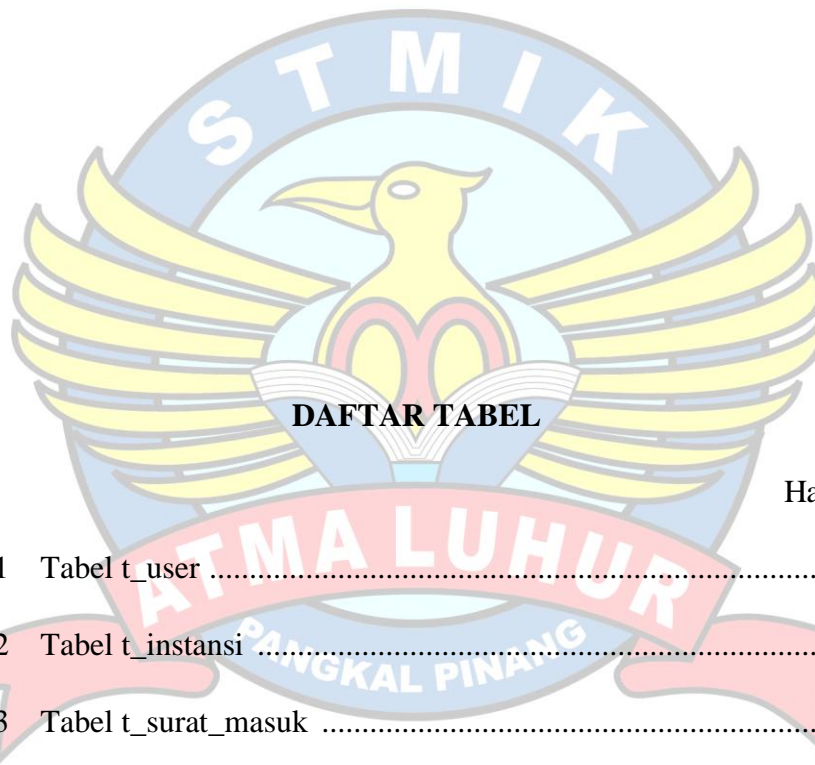 STMIK
DAFTAR TABEL
Ha
1 Tabel t_user ................................................................................
ATMA LUHUR
2 Tabel t_instansi ..........................................................................
PANGKAL PINANG
3 Tabel t_surat_masuk ..................................................................